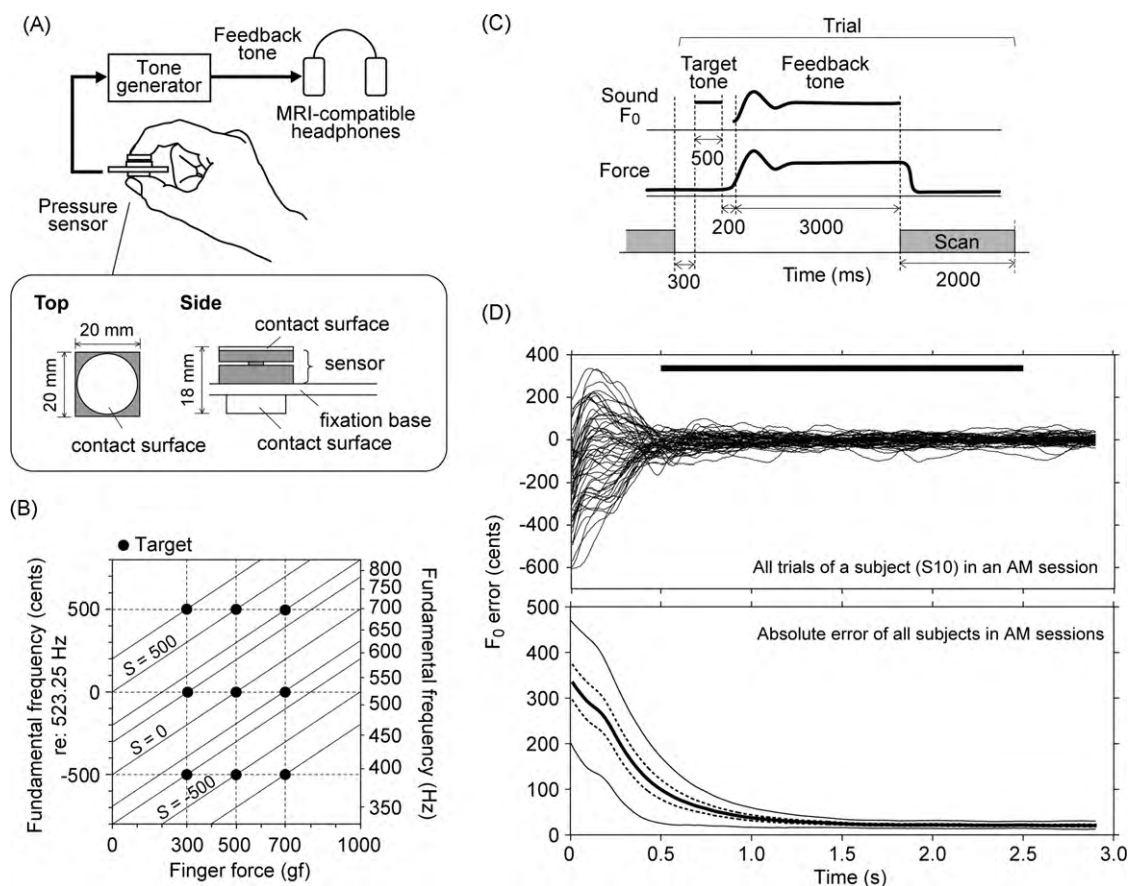 (A)
Feedback
tone
Tone
generator
MRI-compatible
headphones
Pressure
sensor
Top
Side
20 mm
20 mm
contact surface
18 mm
contact surface
sensor
fixation base
contact surface
(B)
● Target
Fundamental frequency (cents)
re: 523.25 Hz
500
0
-500
S = 500
S = 0
S = -500
800
700
650
600
550
500
450
400
350
Fundamental frequency (Hz)
0
300
500
700
1000
Finger force (gf)
(C)
Trial
Target
tone
Feedback
tone
Sound
F₀
500
Force
200
3000
Scan
300
Time (ms)
2000
(D)
400
200
0
-200
-400
-600
All trials of a subject (S10) in an AM session
F₀ error (cents)
500
400
300
200
100
0
Absolute error of all subjects in AM sessions
0
0.5
1.0
1.5
2.0
2.5
3.0
Time (s)